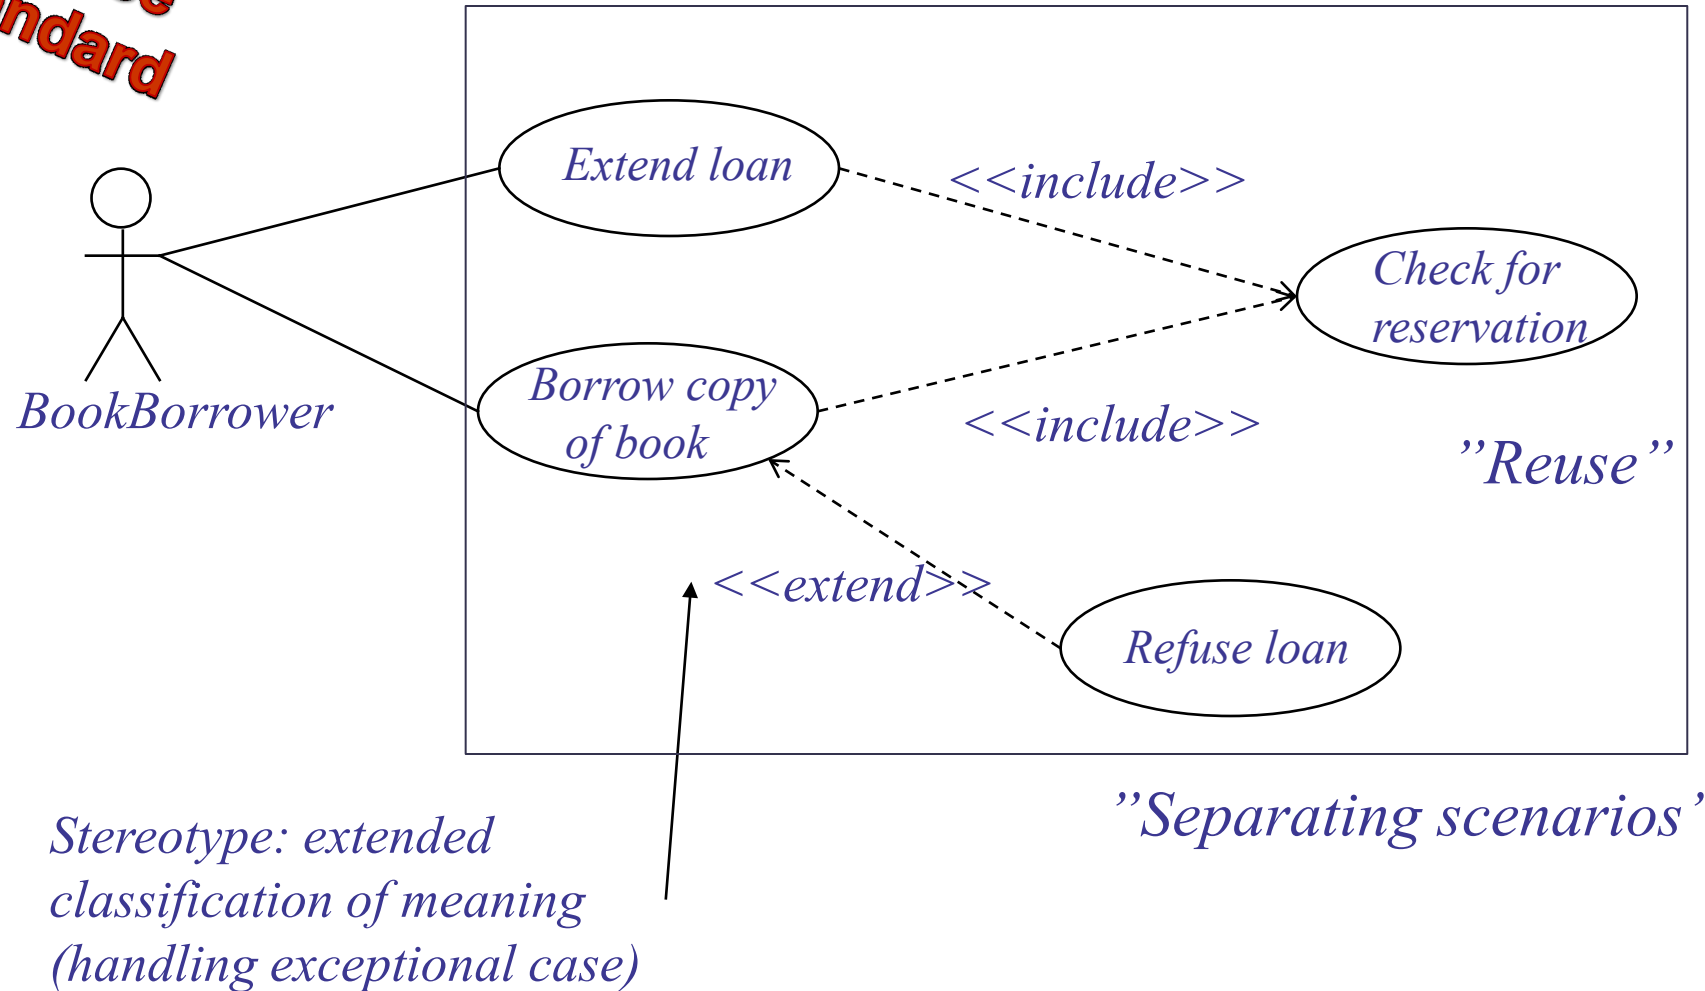 andard
Extend loan
<<include>>
Check for
reservation
BookBorrower
Borrow copy
of book
<<include>>
”Reuse”
<<extend>>
Refuse loan
”Separating scenarios’
Stereotype: extended
classification of meaning
(handling exceptional case)